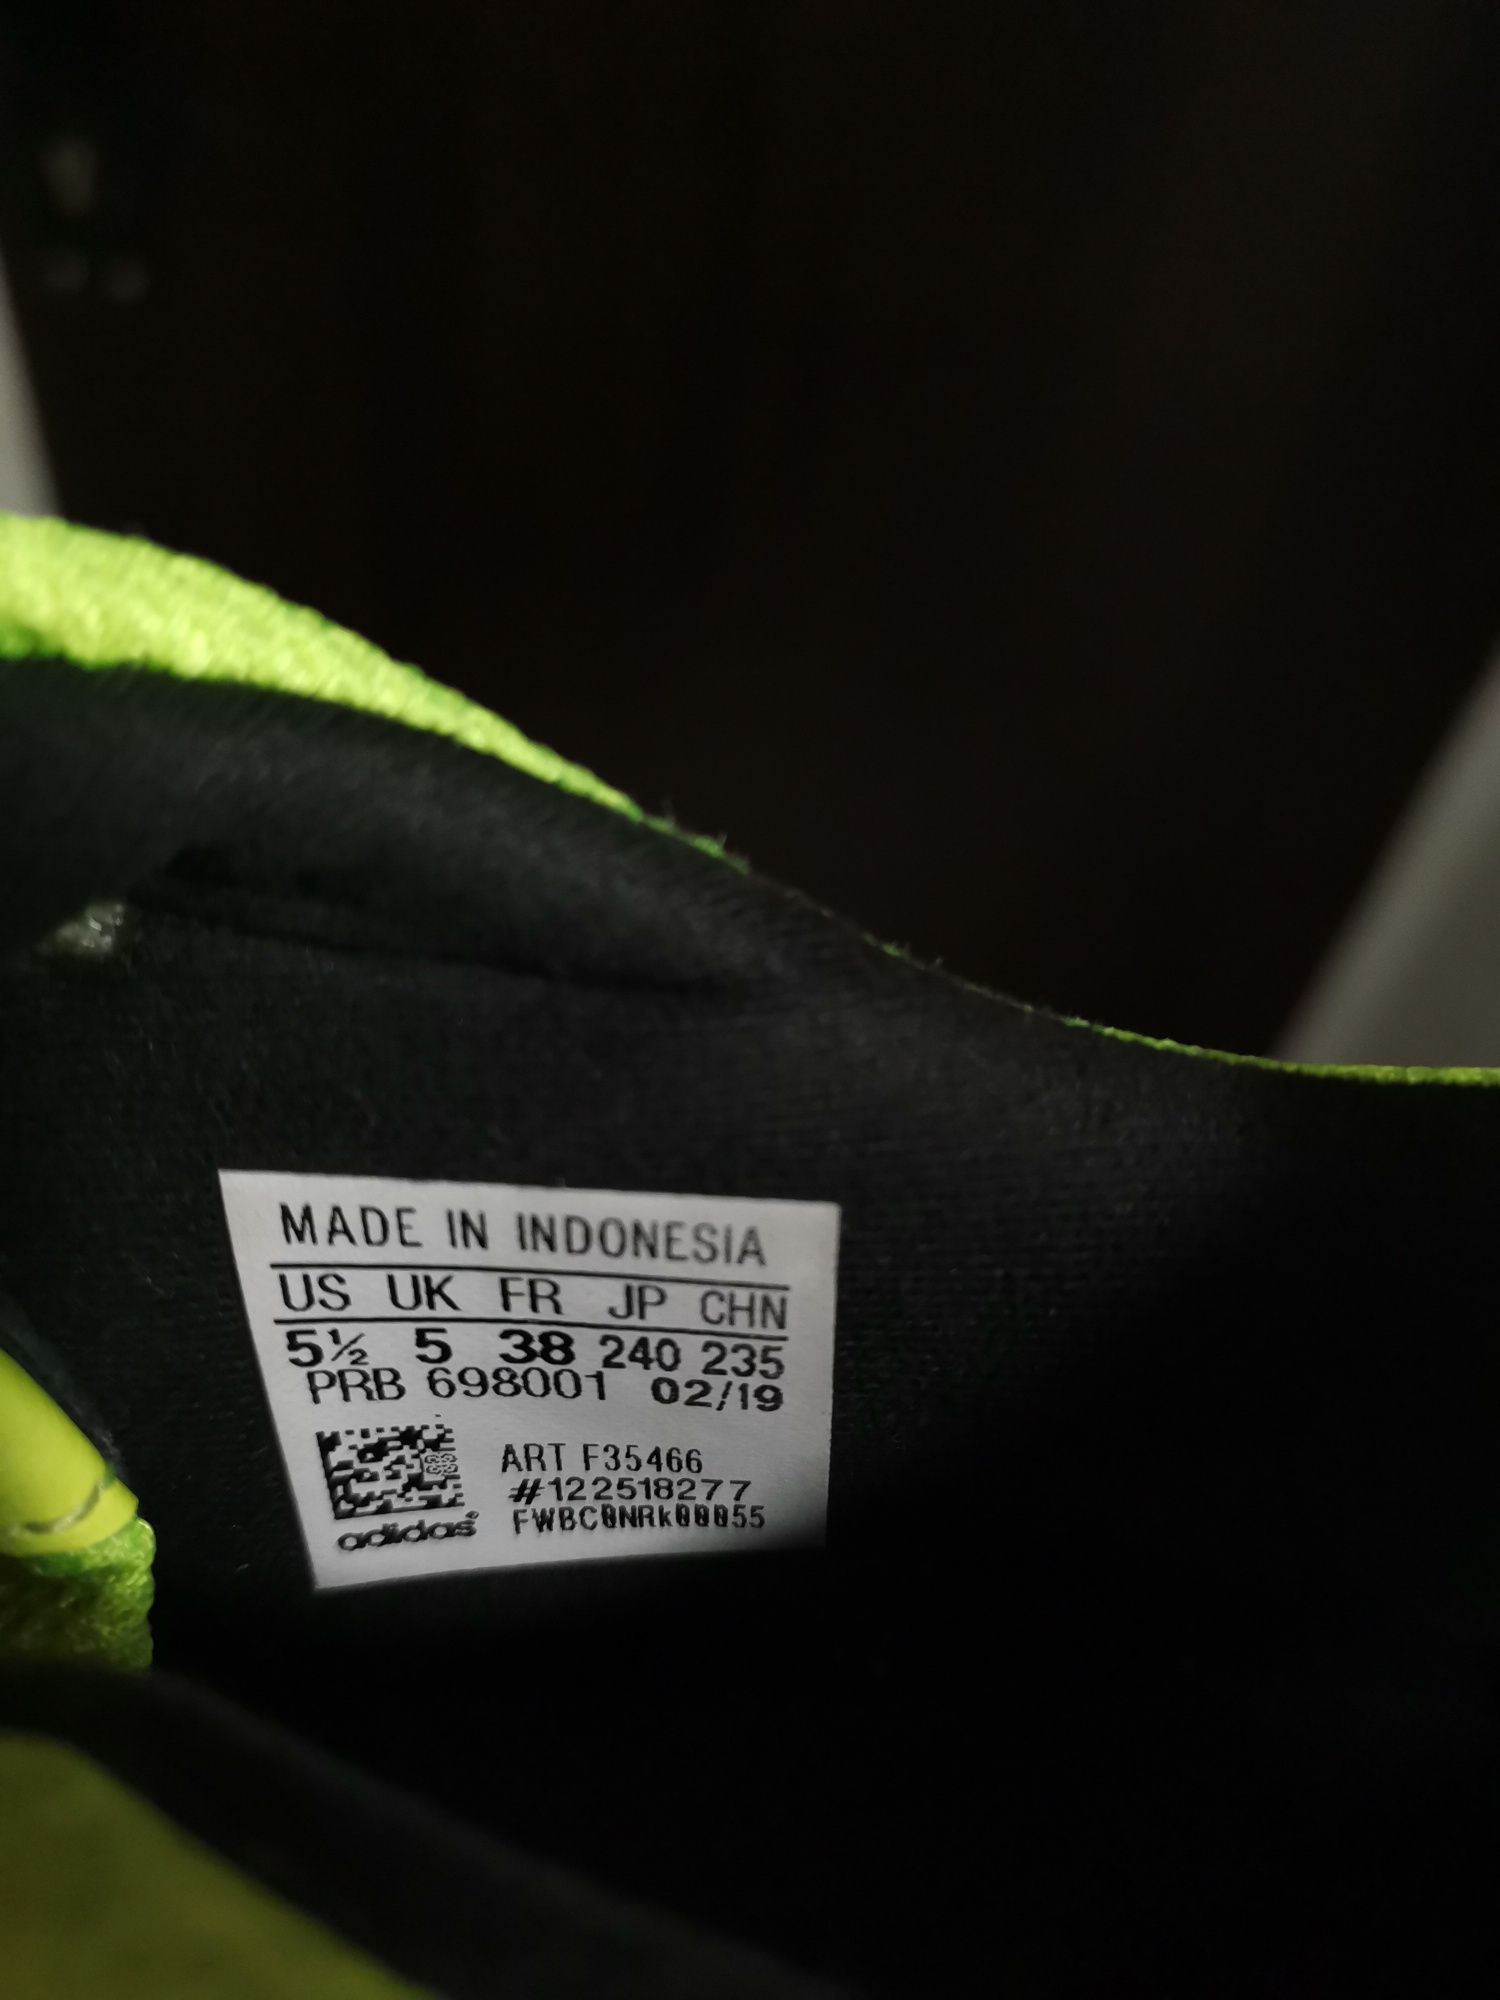 MADE IN INDONESIA
US UK FR JP CHN
5½ 5 38 240 235
PRB 698001 02/19
ART F35466
#122518277
FWBC0NRk00055
adidas